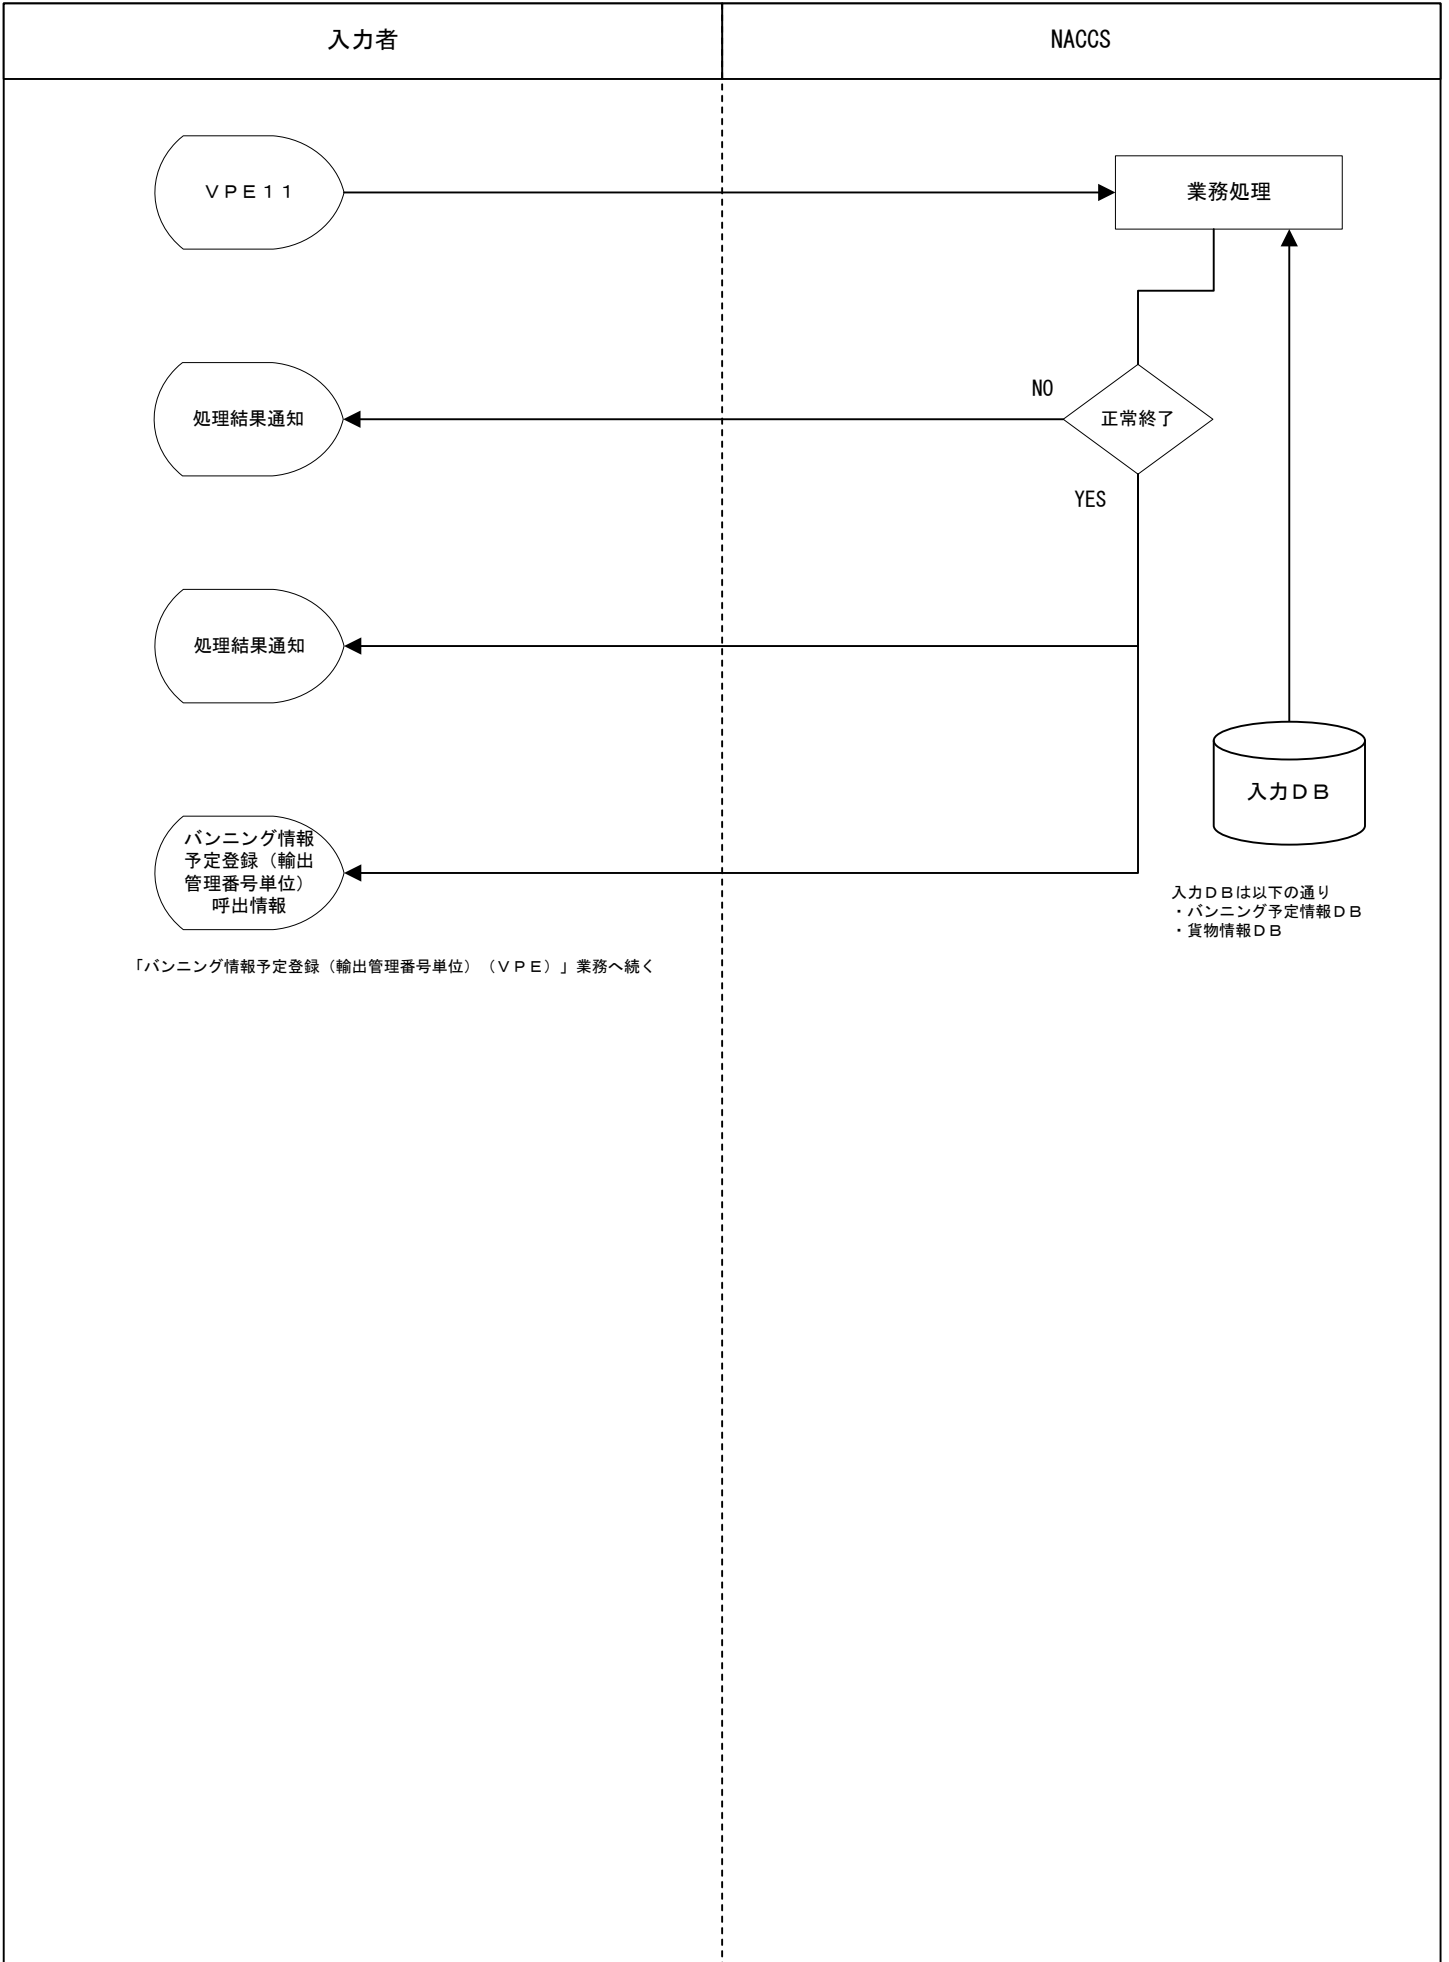 入力者
NACCS
ＶＰＥ１１
業務処理
NO
処理結果通知
正常終了
YES
処理結果通知
入力ＤＢ
バンニング情報
予定登録（輸出
管理番号単位）
呼出情報
入力ＤＢは以下の通り
・バンニング予定情報ＤＢ
・貨物情報ＤＢ
「バンニング情報予定登録（輸出管理番号単位）（ＶＰＥ）」業務へ続く